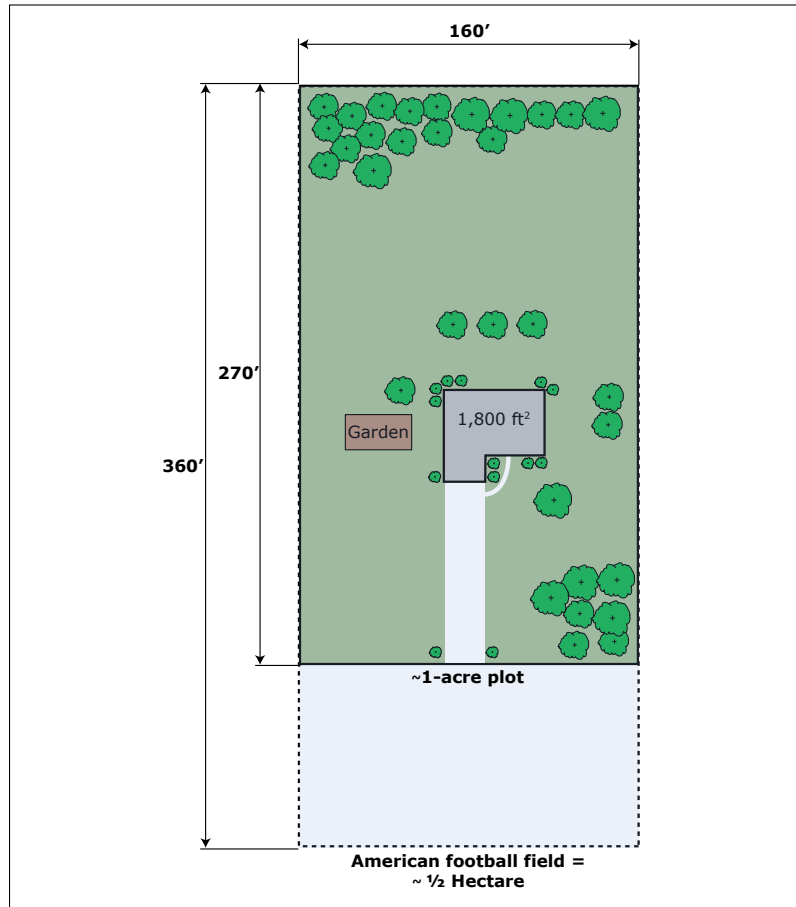 160’
270’
1,800 ft²
Garden
360’
~1-acre plot
American football field =
~ ½ Hectare